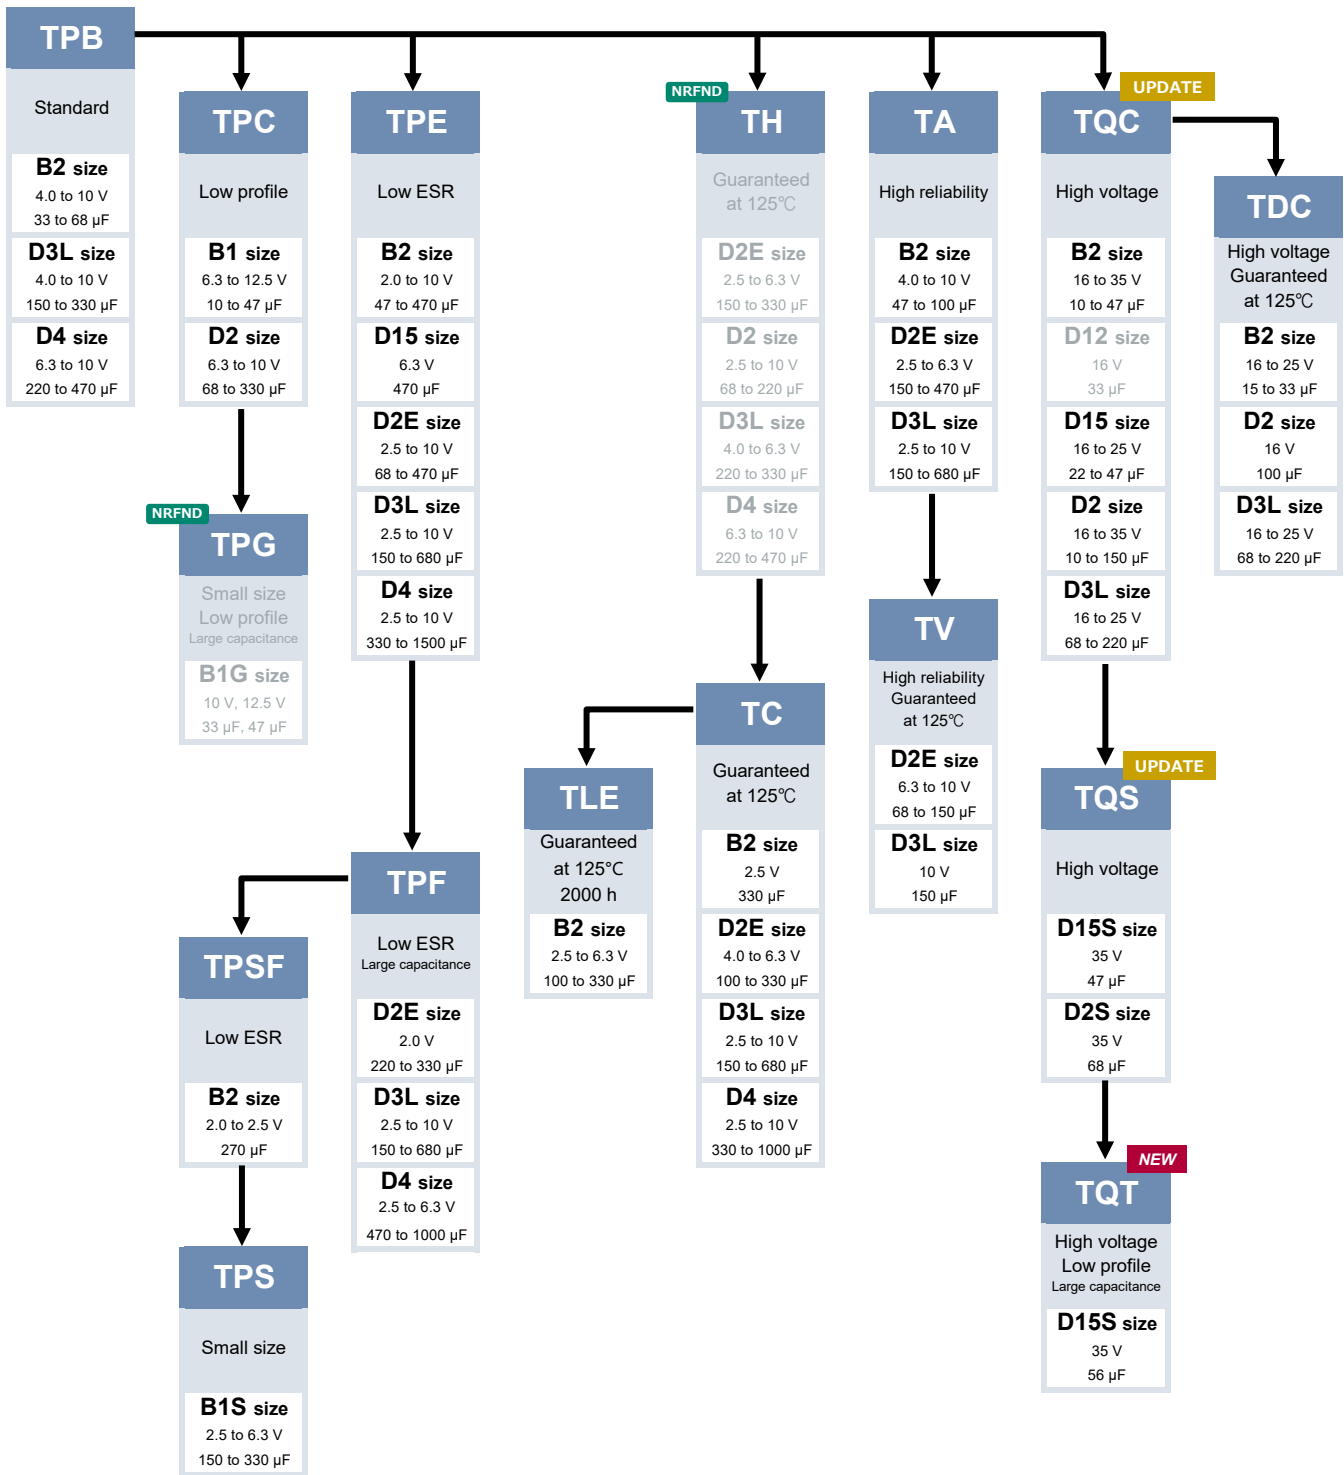 TPB
Standard
B2 size
4.0 to 10 V
33 to 68 µF
D3L size
4.0 to 10 V
150 to 330 µF
D4 size
6.3 to 10 V
220 to 470 µF
TPC
Low profile
B1 size
6.3 to 12.5 V
10 to 47 µF
D2 size
6.3 to 10 V
68 to 330 µF
NRFND
TPG
Small size
Low profile
Large capacitance
B1G size
10 V, 12.5 V
33 µF, 47 µF
TPE
Low ESR
B2 size
2.0 to 10 V
47 to 470 µF
D15 size
6.3 V
470 µF
D2E size
2.5 to 10 V
68 to 470 µF
D3L size
2.5 to 10 V
150 to 680 µF
D4 size
2.5 to 10 V
330 to 1500 µF
TPF
Low ESR
Large capacitance
D2E size
2.0 V
220 to 330 µF
D3L size
2.5 to 10 V
150 to 680 µF
D4 size
2.5 to 6.3 V
470 to 1000 µF
TPSF
Low ESR
B2 size
2.0 to 2.5 V
270 µF
TPS
Small size
B1S size
2.5 to 6.3 V
150 to 330 µF
NRFND
TH
Guaranteed
at 125℃
D2E size
2.5 to 6.3 V
150 to 330 µF
D2 size
2.5 to 10 V
68 to 220 µF
D3L size
4.0 to 6.3 V
220 to 330 µF
D4 size
6.3 to 10 V
220 to 470 µF
TC
Guaranteed
at 125℃
B2 size
2.5 V
330 µF
D2E size
4.0 to 6.3 V
100 to 330 µF
D3L size
2.5 to 10 V
150 to 680 µF
D4 size
2.5 to 10 V
330 to 1000 µF
TLE
Guaranteed
at 125°C
2000 h
B2 size
2.5 to 6.3 V
100 to 330 µF
TA
High reliability
B2 size
4.0 to 10 V
47 to 100 µF
D2E size
2.5 to 6.3 V
150 to 470 µF
D3L size
2.5 to 10 V
150 to 680 µF
TV
High reliability
Guaranteed
at 125℃
D2E size
6.3 to 10 V
68 to 150 µF
D3L size
10 V
150 µF
UPDATE
TQC
High voltage
B2 size
16 to 35 V
10 to 47 µF
D12 size
16 V
33 µF
D15 size
16 to 25 V
22 to 47 µF
D2 size
16 to 35 V
10 to 150 µF
D3L size
16 to 25 V
68 to 220 µF
UPDATE
TQS
High voltage
D15S size
35 V
47 µF
D2S size
35 V
68 µF
NEW
TQT
High voltage
Low profile
Large capacitance
D15S size
35 V
56 µF
TDC
High voltage
Guaranteed
at 125℃
B2 size
16 to 25 V
15 to 33 µF
D2 size
16 V
100 µF
D3L size
16 to 25 V
68 to 220 µF